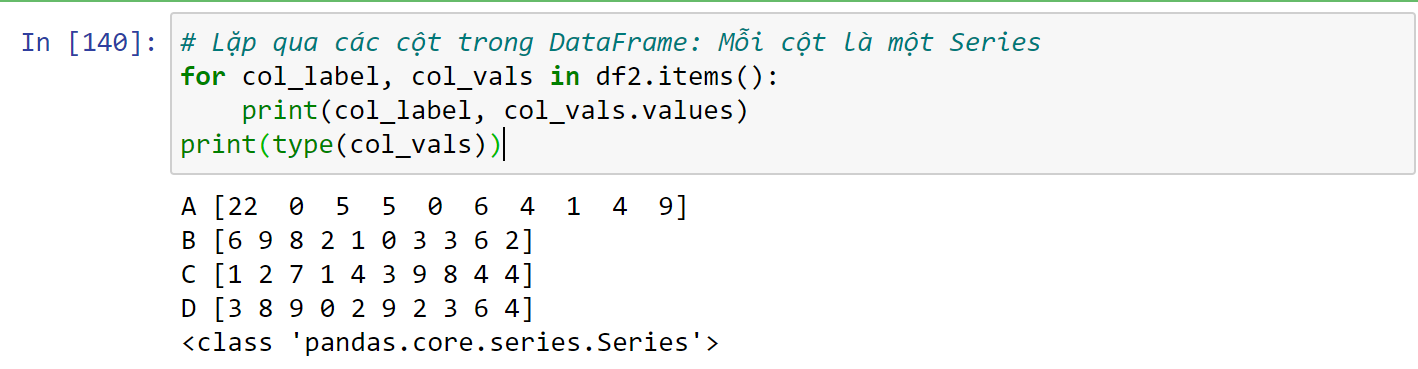 In [140]: # Lặp qua các cột trong DataFrame: Mỗi cột là một Series
for col_label, col_vals in df2.items():
    print(col_label, col_vals.values)
print(type(col_vals))
A [22  0  5  5  0  6  4  1  4  9]
B [6 9 8 2 1 0 3 3 6 2]
C [1 2 7 1 4 3 9 8 4 4]
D [3 8 9 0 2 9 2 3 6 4]
<class 'pandas.core.series.Series'>